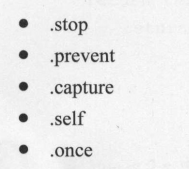 ● .stop
● .prevent
● .capture
● .self
● .once